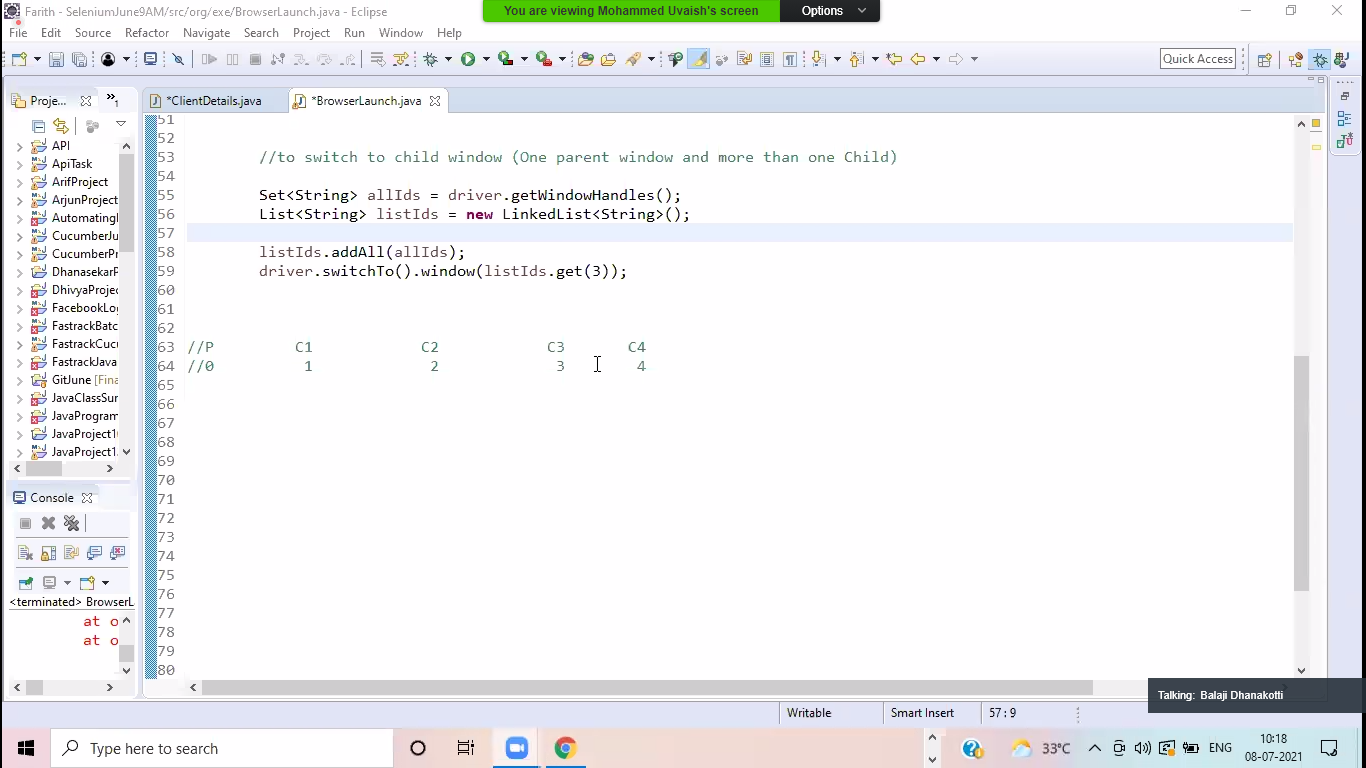 Farith - SeleniumJune9AM/src/org/exe/BrowserLaunch.java - Eclipse
You are viewing Mohammed Uvaish's screen
Options
File Edit Source Refactor Navigate Search Project Run Window Help
Quick Access
Proje...
*ClientDetails.java
*BrowserLaunch.java
API
ApiTask
ArifProject
ArjunProject
Automating
CucumberJu
CucumberPr
DhanasekarP
DhivyaProjec
FacebookLo
FastrackBatc
FastrackCuc
FastrackJava
GitJune [Fina
JavaClassSur
JavaProgram
JavaProject1
JavaProject1
Console
<terminated> BrowserL
at o
at o
51
52
53 //to switch to child window (One parent window and more than one Child)
54
55 Set<String> allIds = driver.getWindowHandles();
56 List<String> listIds = new LinkedList<String>();
57
58 listIds.addAll(allIds);
59 driver.switchTo().window(listIds.get(3));
60
61
62
63 //P C1 C2 C3 C4
64 //0 1 2 3 4
65
66
67
68
69
70
71
72
73
74
75
76
77
78
79
80
Talking: Balaji Dhanakotti
Writable Smart Insert 57 : 9
Type here to search
33°C
ENG
10:18
08-07-2021